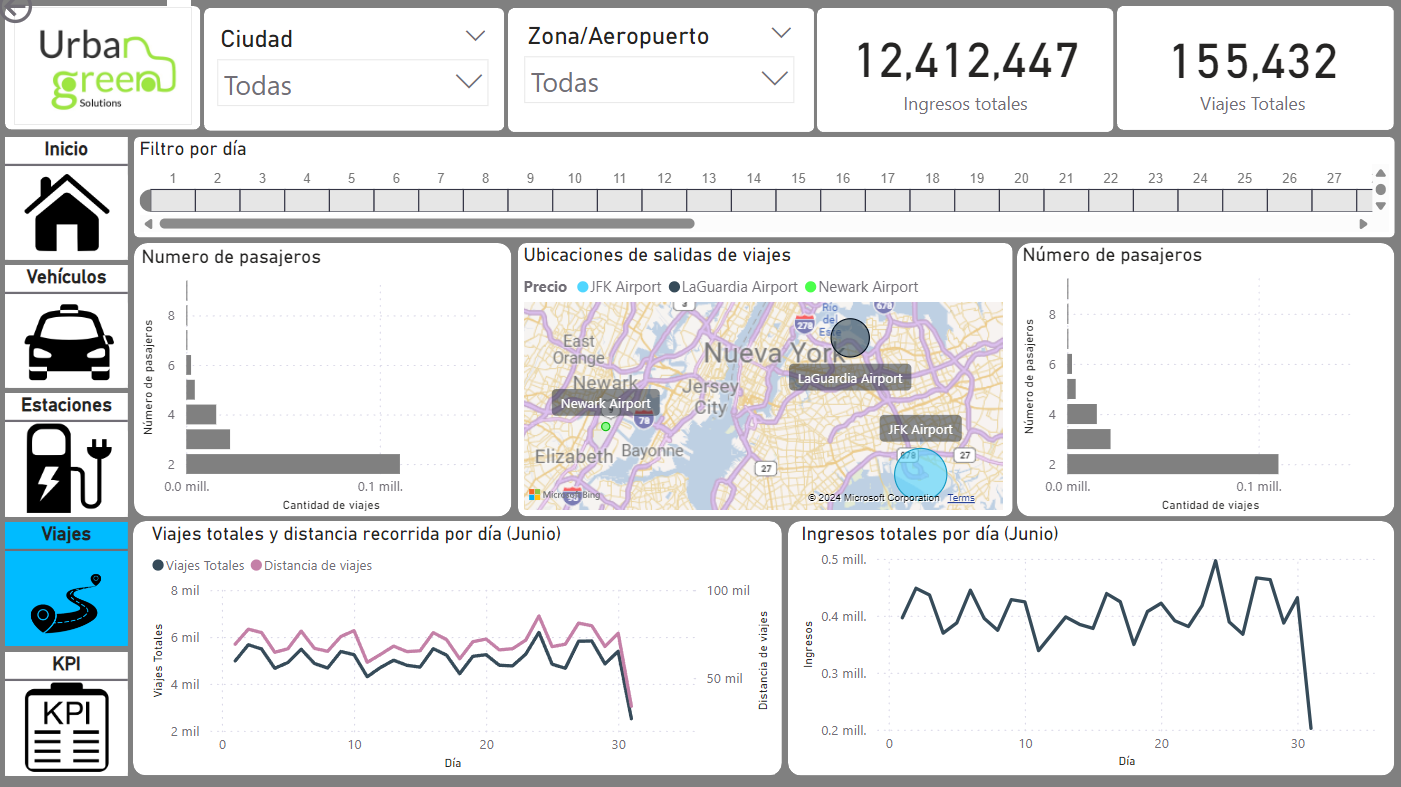 Urban
green
Solutions
Ciudad
Todas
Zona/Aeropuerto
Todas
12,412,447
Ingresos totales
155,432
Viajes Totales
Inicio
Vehículos
Estaciones
Viajes
KPI
KPI
Filtro por día
1 2 3 4 5 6 7 8 9 10 11 12 13 14 15 16 17 18 19 20 21 22 23 24 25 26 27
Numero de pasajeros
Número de pasajeros
8
6
4
2
0.0 mill. 0.1 mill.
Cantidad de viajes
Ubicaciones de salidas de viajes
Precio JFK Airport LaGuardia Airport Newark Airport
Río
del
Este
278
678
East
Orange
Nueva York
LaGuardia Airport
Newark
Jersey
City
Newark Airport
78
JFK Airport
Elizabeth
Bayonne
27
27
Microsoft Bing
© 2024 Microsoft Corporation Terms
Número de pasajeros
Número de pasajeros
8
6
4
2
0.0 mill. 0.1 mill.
Cantidad de viajes
Viajes totales y distancia recorrida por día (Junio)
Viajes Totales Distancia de viajes
Viajes Totales
8 mil
6 mil
4 mil
2 mil
100 mil
50 mil
Distancia de viajes
0 10 20 30
Día
Ingresos totales por día (Junio)
Ingresos
0.5 mill.
0.4 mill.
0.3 mill.
0.2 mill.
0 10 20 30
Día